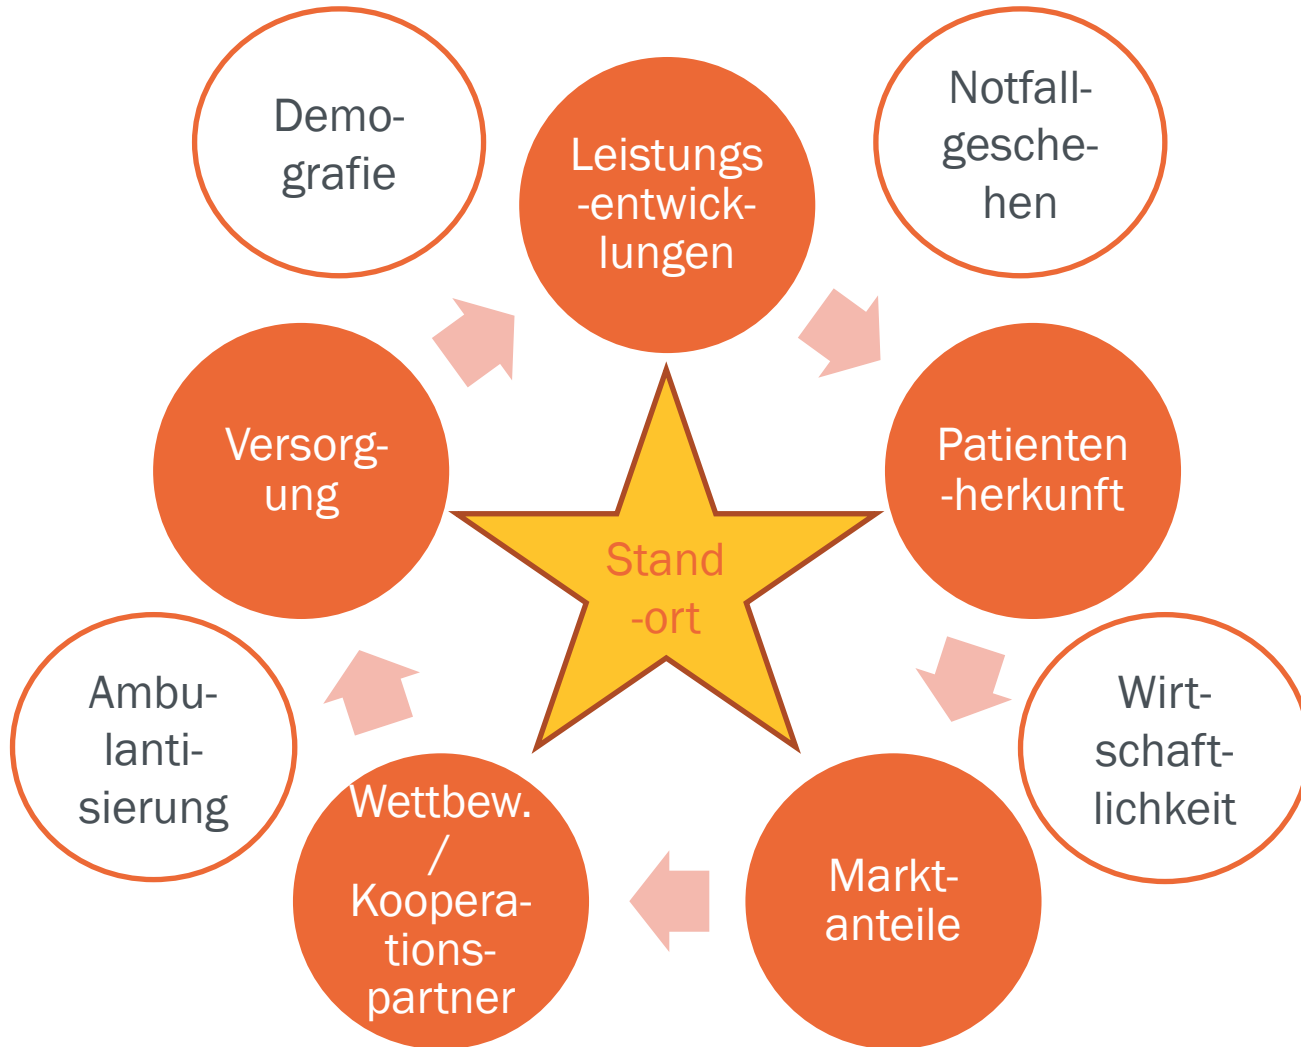 Demo-
grafie
Leistungs
-entwick-
lungen
Notfall-
gesche-
hen
Versorg-
ung
Patienten
-herkunft
Stand
-ort
Ambu-
lanti-
sierung
Wirt-
schaft-
lichkeit
Wettbew.
/
Koopera-
tions-
partner
Markt-
anteile